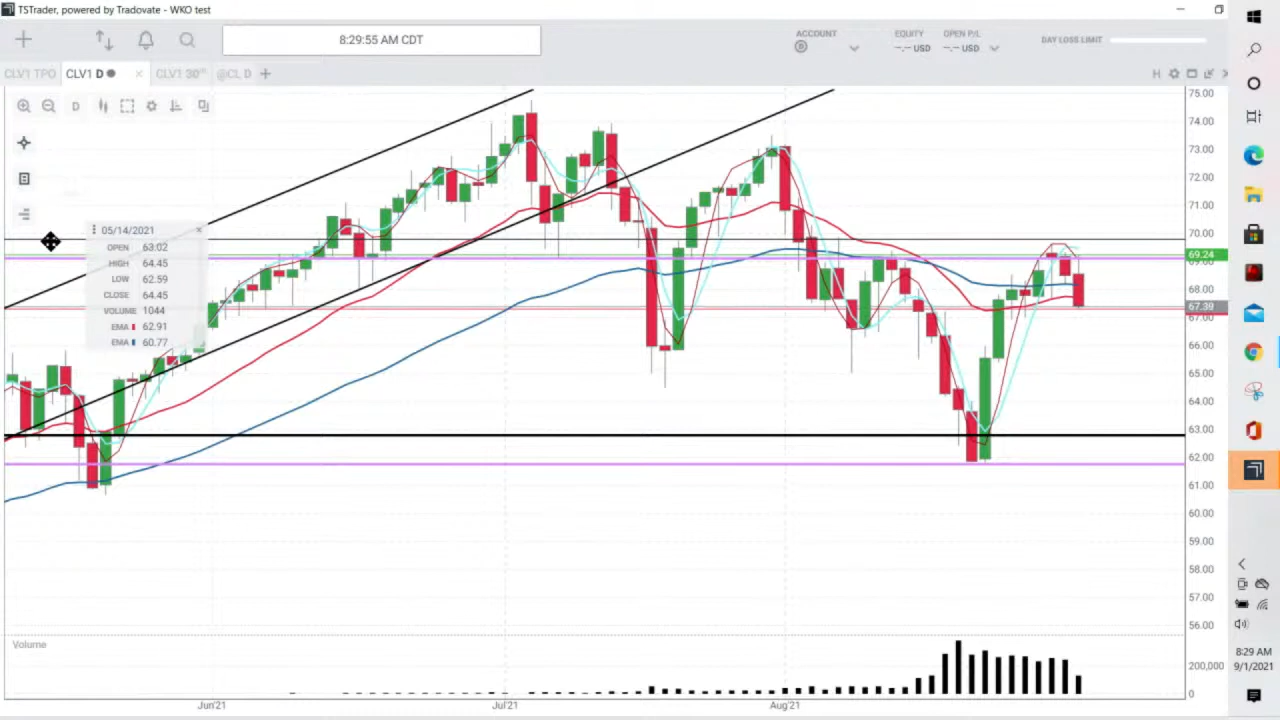 TSTrader, powered by Tradovate - WKO test
8:29:55 AM CDT
ACCOUNT
EQUITY
-.-- USD
OPEN P/L
-.-- USD
DAY LOSS LIMIT
CLV1 TPO
CLV1 D
CLV1 30
@CL D
H
D
05/14/2021
OPEN 63.02
HIGH 64.45
LOW 62.59
CLOSE 64.45
VOLUME 1044
EMA 62.91
EMA 60.77
75.00
74.00
73.00
72.00
71.00
70.00
69.24
69.00
68.00
67.39
67.00
66.00
65.00
64.00
63.00
62.00
61.00
60.00
59.00
58.00
57.00
56.00
Volume
200,000
0
Jun'21
Jul'21
Aug'21
8:29 AM
9/1/2021